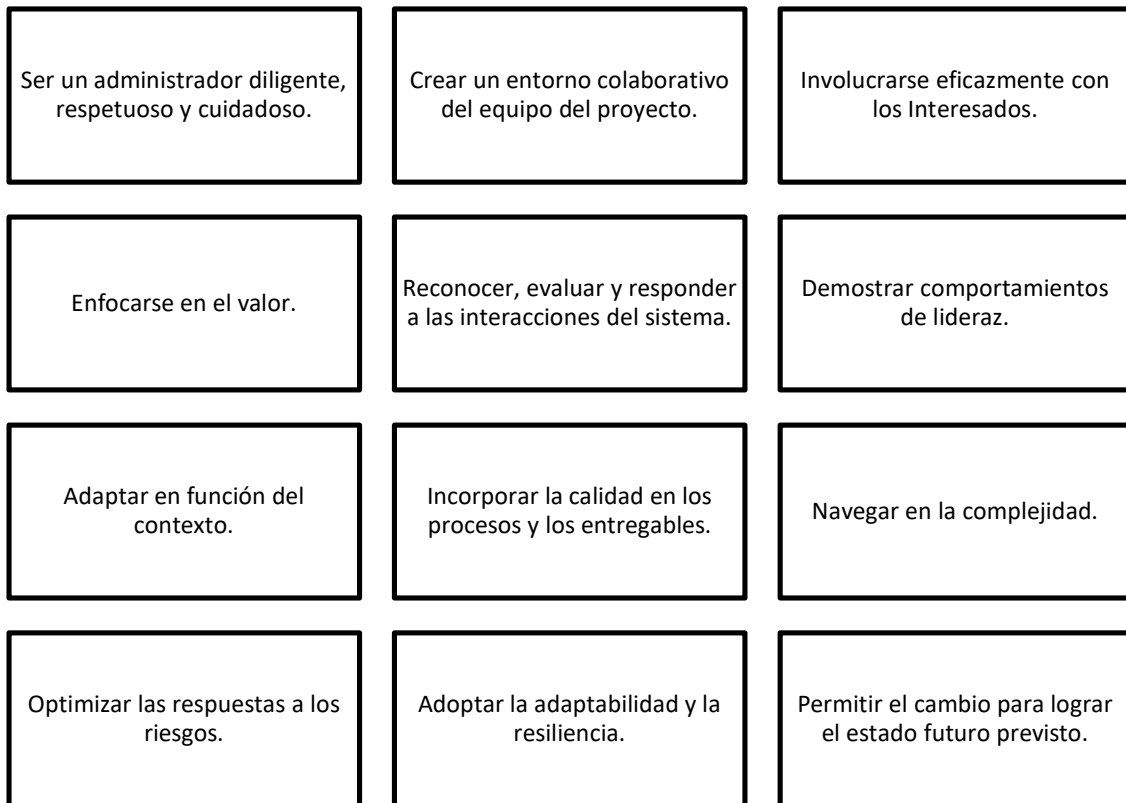 Ser un administrador diligente,
respetuoso y cuidadoso.
Crear un entorno colaborativo
del equipo del proyecto.
Involucrarse eficazmente con
los Interesados.
Enfocarse en el valor.
Reconocer, evaluar y responder
a las interacciones del sistema.
Demostrar comportamientos
de lideraz.
Adaptar en función del
contexto.
Incorporar la calidad en los
procesos y los entregables.
Navegar en la complejidad.
Optimizar las respuestas a los
riesgos.
Adoptar la adaptabilidad y la
resiliencia.
Permitir el cambio para lograr
el estado futuro previsto.